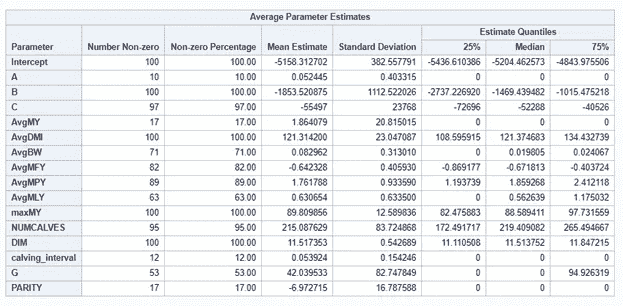 Average Parameter Estimates
Estimate Quantiles
Parameter Number Non-zero Non-zero Percentage Mean Estimate Standard Deviation 25% Median 75%
Intercept 100 100.00 -5158.312702 382.557791 -5436.610386 -5204.462573 -4843.975506
A 10 10.00 0.052445 0.403315 0 0 0
B 100 100.00 -1853.520875 1112.522026 -2737.226920 -1469.439482 -1015.475218
C 97 97.00 -55497 23768 -72696 -52288 -40526
AvgMY 17 17.00 1.864079 20.815015 0 0 0
AvgDMI 100 100.00 121.314200 23.047087 108.595915 121.374683 134.432739
AvgBW 71 71.00 0.082962 0.313010 0 0.019805 0.024067
AvgMFY 82 82.00 -0.642328 0.405930 -0.869177 -0.671813 -0.403724
AvgMPY 89 89.00 1.761788 0.933590 1.193739 1.859268 2.412118
AvgMLY 63 63.00 0.630654 0.633500 0 0.562639 1.175032
maxMY 100 100.00 89.809856 12.589836 82.475883 88.589411 97.731559
NUMCALVES 95 95.00 215.087629 83.724868 172.491717 219.409082 265.494667
DIM 100 100.00 11.517353 0.542689 11.110508 11.513752 11.847215
calving_interval 12 12.00 0.053924 0.154246 0 0 0
G 53 53.00 42.039533 82.747849 0 0 94.926319
PARITY 17 17.00 -6.972715 16.787588 0 0 0